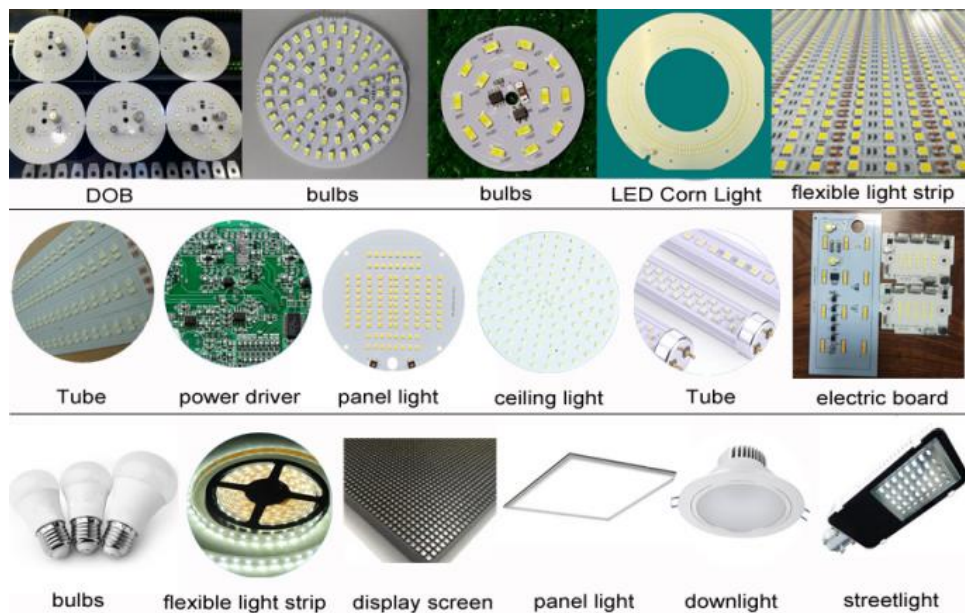 DOB
bulbs
bulbs
LED Corn Light
flexible light strip
Tube
power driver
panel light
ceiling light
Tube
electric board
bulbs
flexible light strip
display screen
panel light
downlight
streetlight